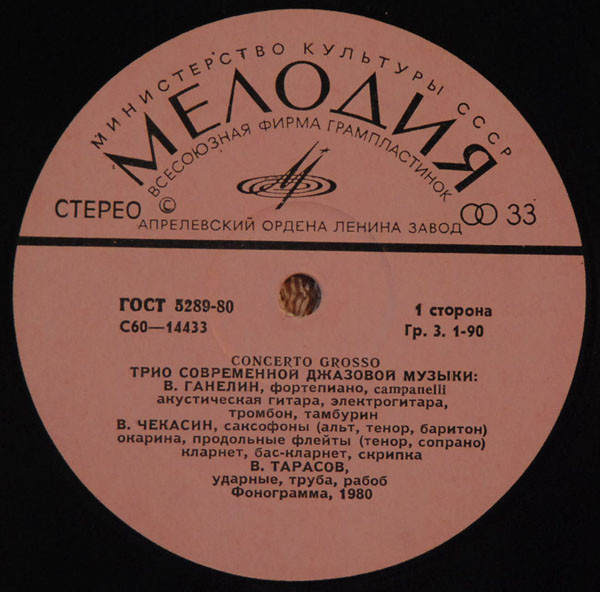 МИНИСТЕРСТВО КУЛЬТУРЫ СССР
МЕЛОДИЯ
ВСЕСОЮЗНАЯ ФИРМА ГРАМПЛАСТИНОК
СТЕРЕО ©
33
АПРЕЛЕВСКИЙ ОРДЕНА ЛЕНИНА ЗАВОД
ГОСТ 5289-80
С60—14433
1 сторона
Гр. 3. 1-90
CONCERTO GROSSO
ТРИО СОВРЕМЕННОЙ ДЖАЗОВОЙ МУЗЫКИ:
В. ГАНЕЛИН, фортепиано, campanelli
акустическая гитара, электрогитара,
тромбон, тамбурин
В. ЧЕКАСИН, саксофоны (альт, тенор, баритон)
окарина, продольные флейты (тенор, сопрано)
кларнет, бас-кларнет, скрипка
В. ТАРАСОВ,
ударные, труба, рабоб
Фонограмма, 1980